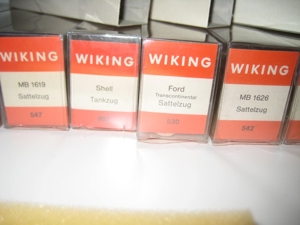 WIKING
MB 1619
Sattelzug
547
WIKING
Shell
Tankzug
WIKING
Ford
Transcontinental
Sattelzug
WIKING
MB 1626
Sattelzug
542